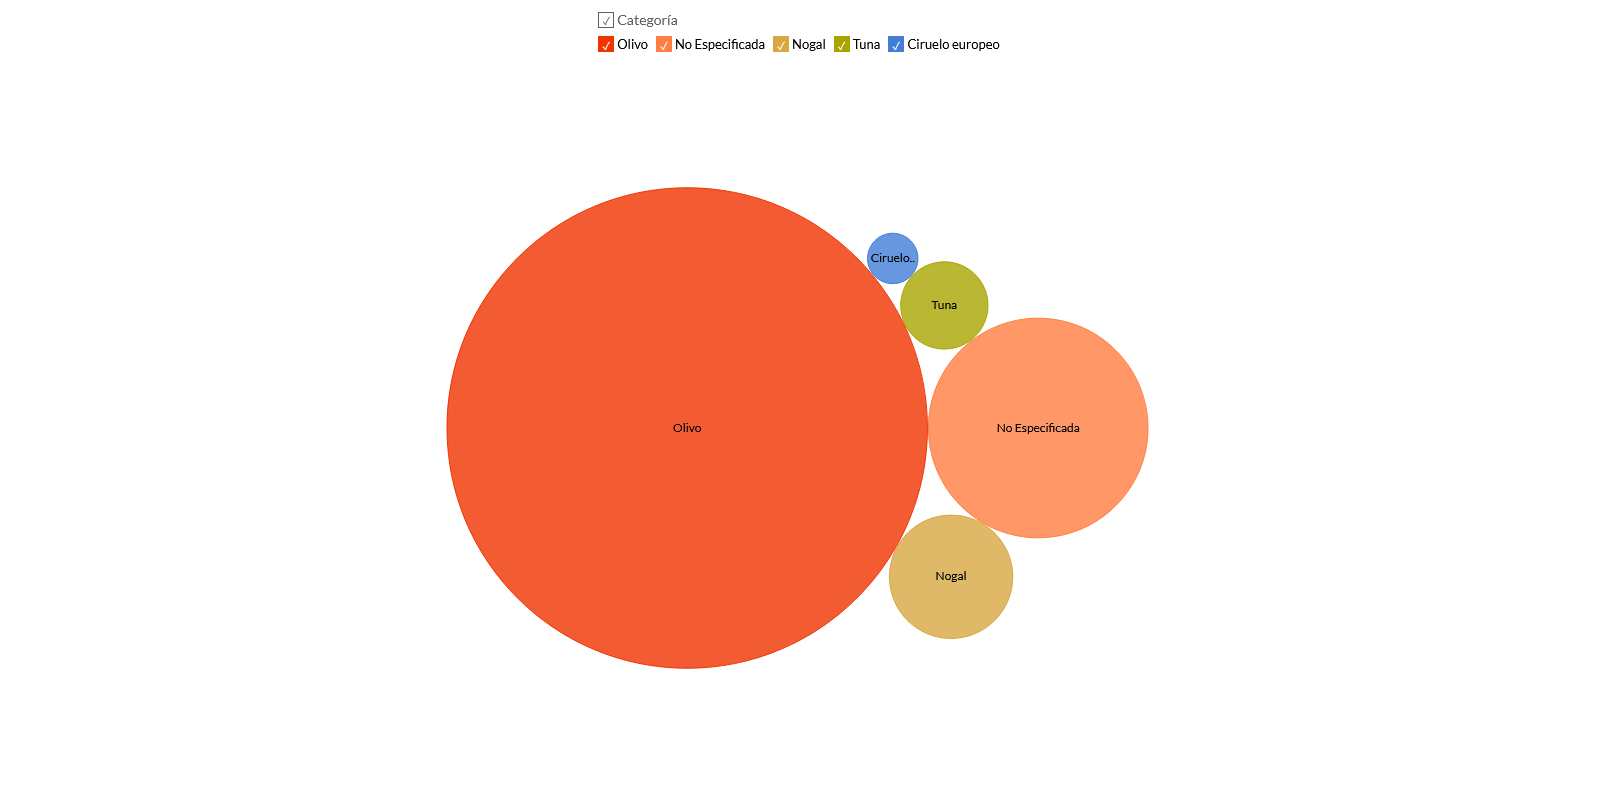 Categoría
Olivo No Especificada Nogal Tuna Ciruelo europeo
Ciruelo..
Tuna
Olivo
No Especificada
Nogal